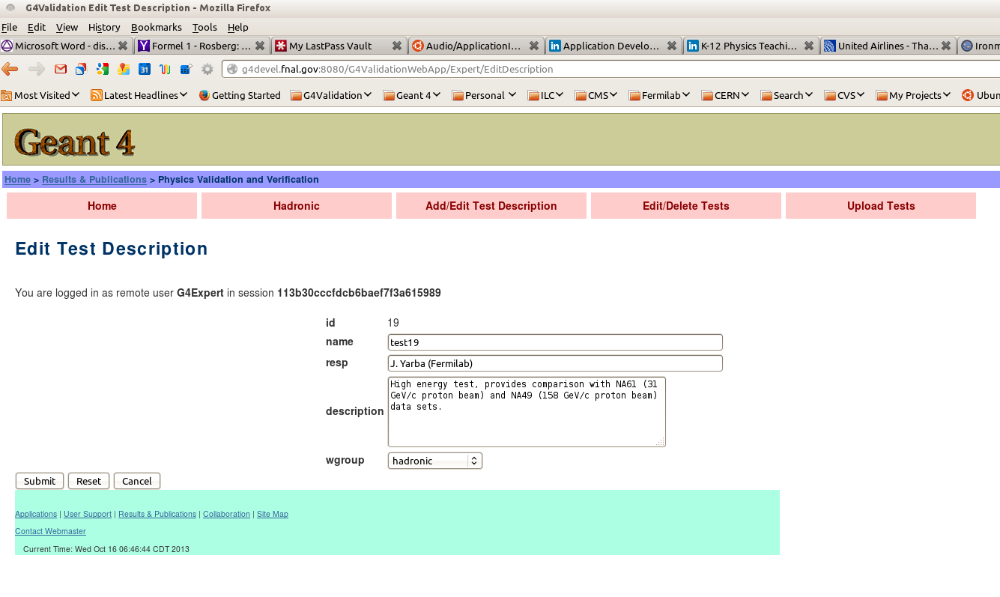 G4Validation Edit Test Description - Mozilla Firefox
File Edit View History Bookmarks Tools Help
Microsoft Word - dis... Formel 1 - Rosberg: ... My LastPass Vault Audio/ApplicationI... Application Develo... K-12 Physics Teachi... United Airlines - Tha... Ironm
31 g4devel.fnal.gov:8080/G4ValidationWebApp/Expert/EditDescription
Most Visited Latest Headlines Getting Started G4Validation Geant 4 Personal ILC CMS Fermilab CERN Search CVS My Projects Ubun
Geant 4
Home > Results & Publications > Physics Validation and Verification
Home Hadronic Add/Edit Test Description Edit/Delete Tests Upload Tests
Edit Test Description
You are logged in as remote user G4Expert in session 113b30cccfdcb6baef7f3a615989
id 19
name test19
resp J. Yarba (Fermilab)
High energy test, provides comparison with NA61 (31
GeV/c proton beam) and NA49 (158 GeV/c proton beam)
data sets.
description
wgroup hadronic
Submit Reset Cancel
Applications | User Support | Results & Publications | Collaboration | Site Map
Contact Webmaster
Current Time: Wed Oct 16 06:46:44 CDT 2013